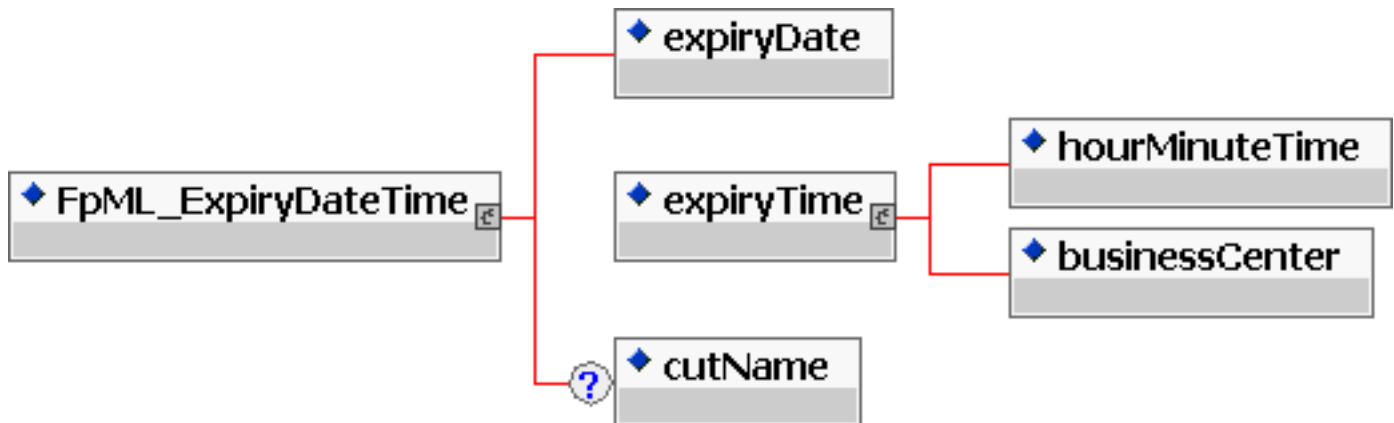 expiryDate
FpML_ExpiryDateTime
expiryTime
hourMinuteTime
businessCenter
?
cutName